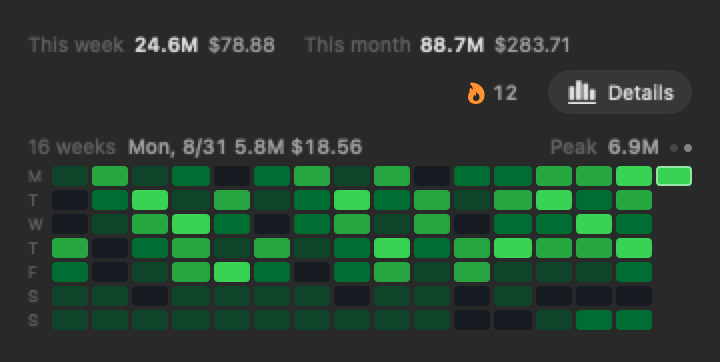 This week 24.6M $78.88 This month 88.7M $283.71
12 Details
16 weeks Mon, 8/31 5.8M $18.56 Peak 6.9M
M
T
W
T
F
S
S